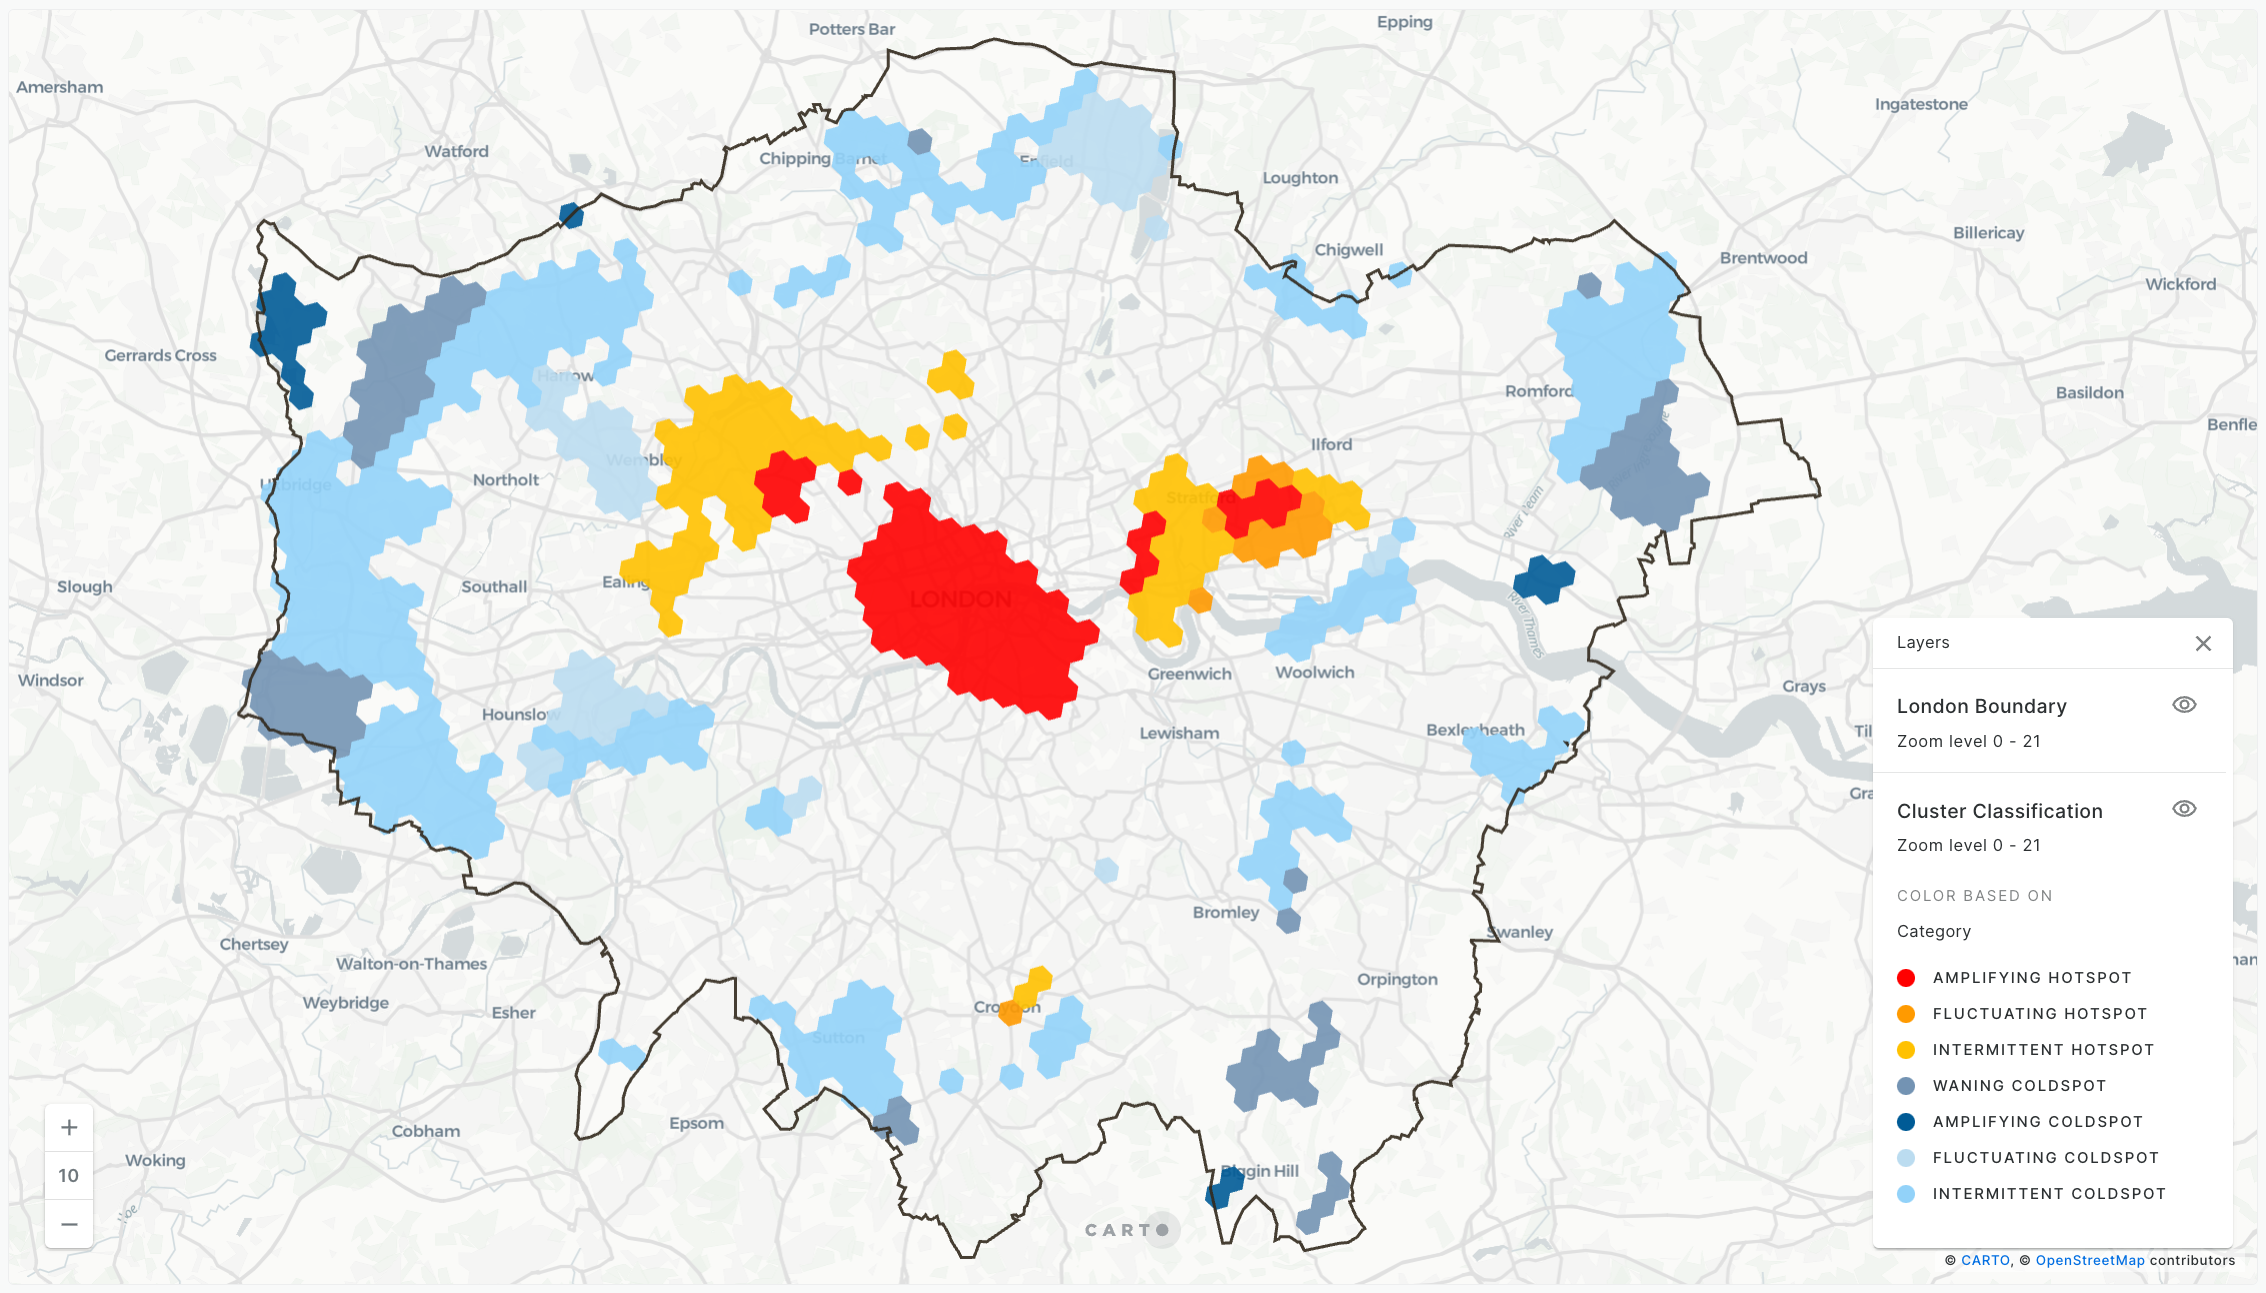 Potters Bar
Epping
Amersham
Ingatestone
Watford
Chipping Barnet
Enfield
Loughton
Chigwell
Billericay
Brentwood
Wickford
Gerrards Cross
Harrow
Romford
Basildon
Benfle
Ilford
Wembley
Northolt
Uxbridge
Stratford
River Beam
Slough
Southall
Ealing
LONDON
River Thames
Windsor
Greenwich
Woolwich
Grays
Hounslow
Lewisham
Bexleyheath
Til
Gra
Bromley
Swanley
Chertsey
Walton-on-Thames
Weybridge
Esher
Orpington
Croydon
Sutton
Epsom
Cobham
Woking
Biggin Hill
CARTO
+
10
−
Layers
London Boundary
Zoom level 0 - 21
Cluster Classification
Zoom level 0 - 21
COLOR BASED ON
Category
AMPLIFYING HOTSPOT
FLUCTUATING HOTSPOT
INTERMITTENT HOTSPOT
WANING COLDSPOT
AMPLIFYING COLDSPOT
FLUCTUATING COLDSPOT
INTERMITTENT COLDSPOT
© CARTO, © OpenStreetMap contributors